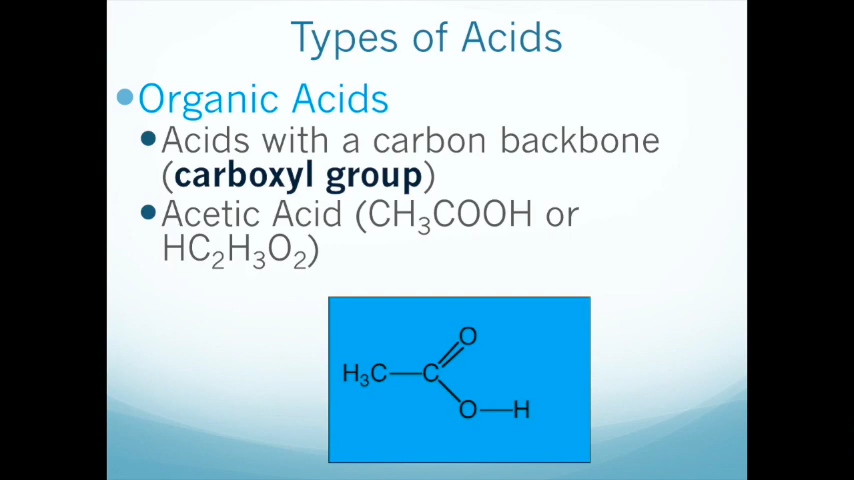 Types of Acids
•Organic Acids
•Acids with a carbon backbone
(carboxyl group)
•Acetic Acid (CH₃COOH or
HC₂H₃O₂)
O
H₃C—C
O—H